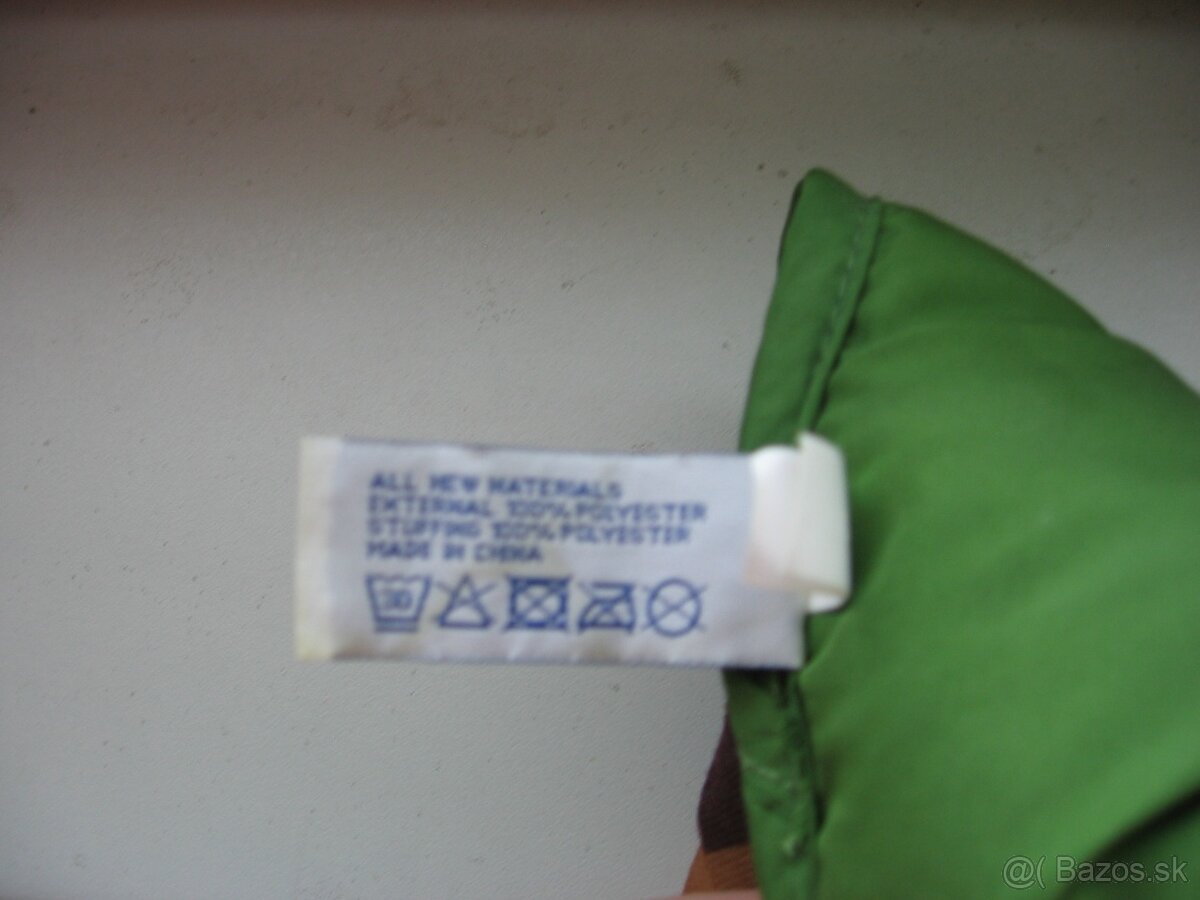 ALL NEW MATERIALS
EXTERNAL 100% POLYESTER
STUFFING 100% POLYESTER
MADE IN CHINA
30
@( Bazos.sk